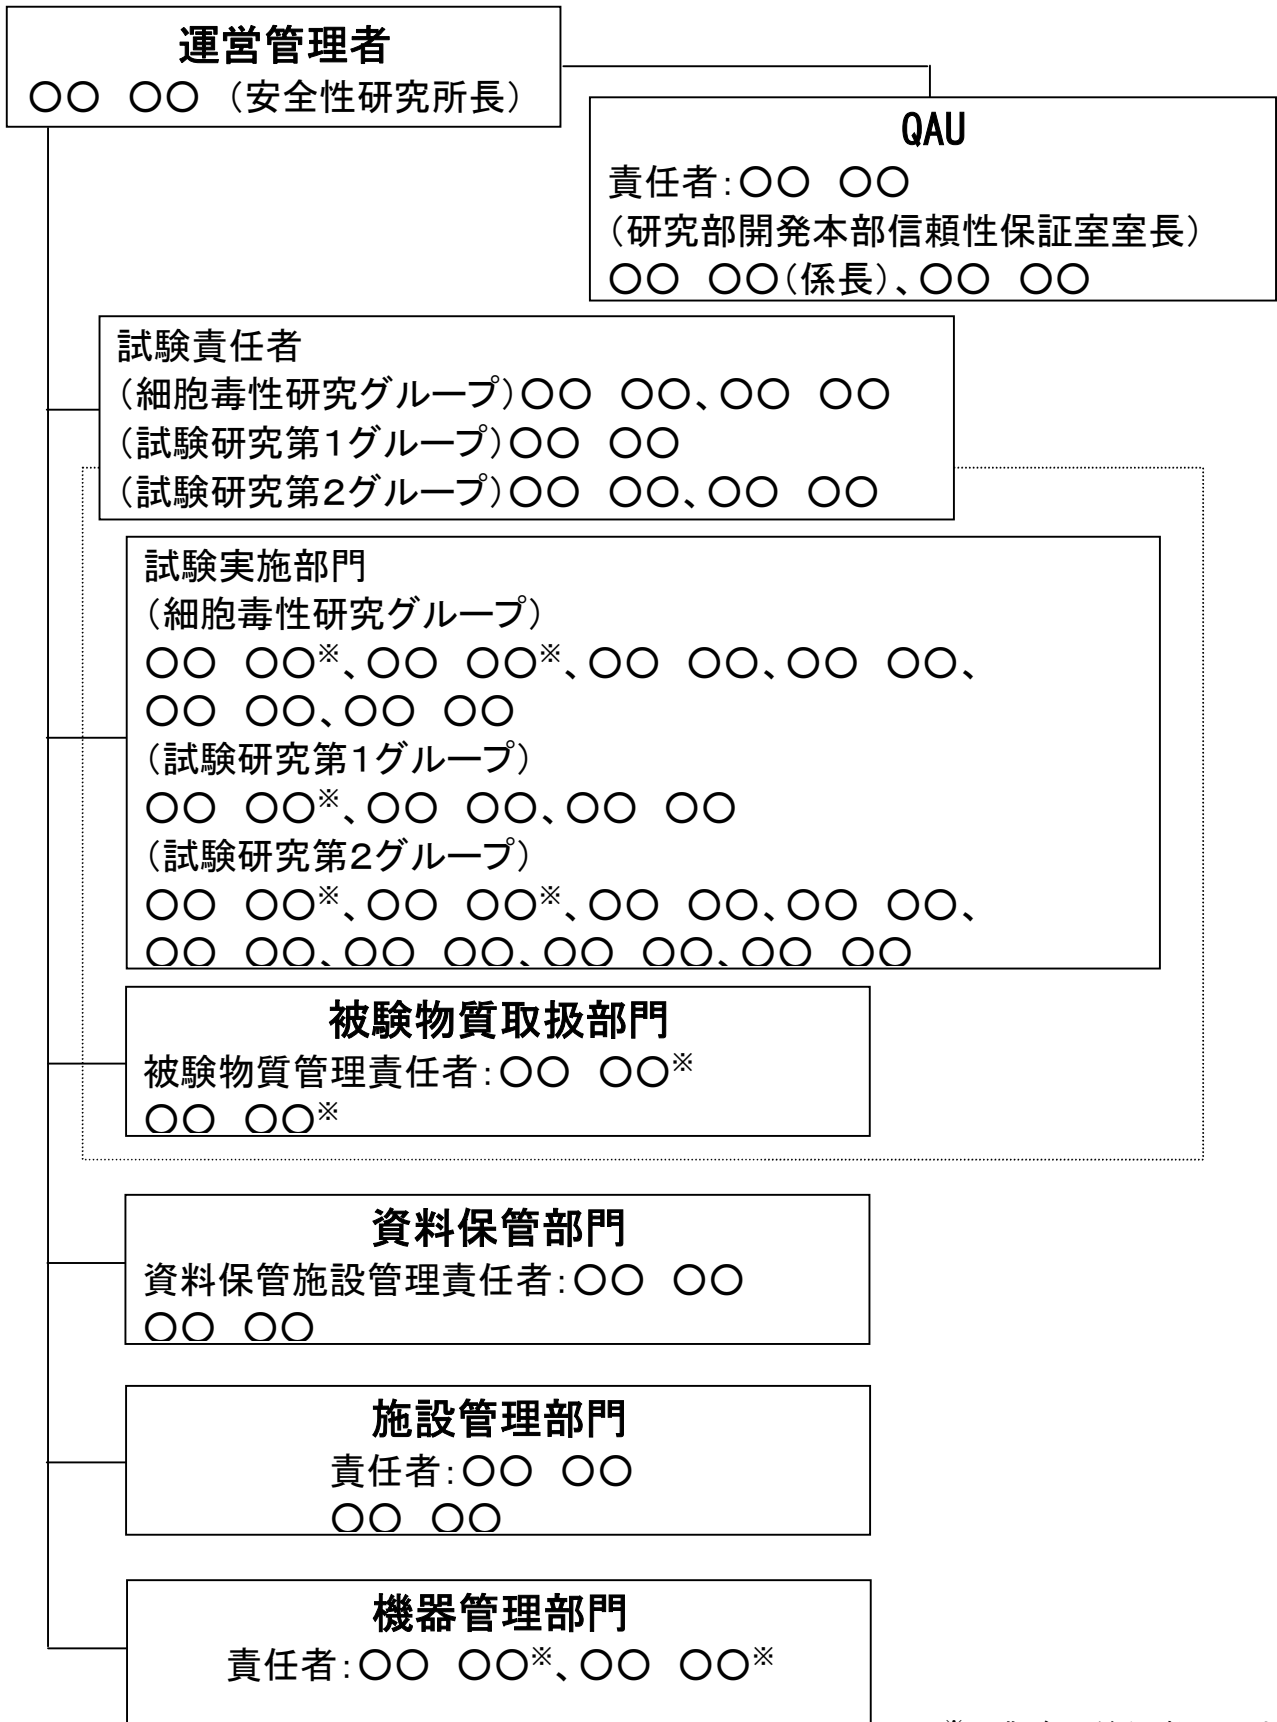 運営管理者
○○　○○（安全性研究所長）
QAU
責任者：○○　○○
（研究部開発本部信頼性保証室室長）
○○　○○（係長）、○○　○○
試験責任者
（細胞毒性研究グループ）○○　○○、○○　○○
（試験研究第1グループ）○○　○○
（試験研究第2グループ）○○　○○、○○　○○
試験実施部門
（細胞毒性研究グループ）
○○　○○※、○○　○○※、○○　○○、○○　○○、
○○　○○、○○　○○
（試験研究第1グループ）
○○　○○※、○○　○○、○○　○○
（試験研究第2グループ）
○○　○○※、○○　○○※、○○　○○、○○　○○、
○○　○○、○○　○○、○○　○○、○○　○○
被験物質取扱部門
被験物質管理責任者：○○　○○※
○○　○○※
資料保管部門
資料保管施設管理責任者：○○　○○
○○　○○
施設管理部門
責任者：○○　○○
○○　○○
機器管理部門
責任者：○○　○○※、○○　○○※